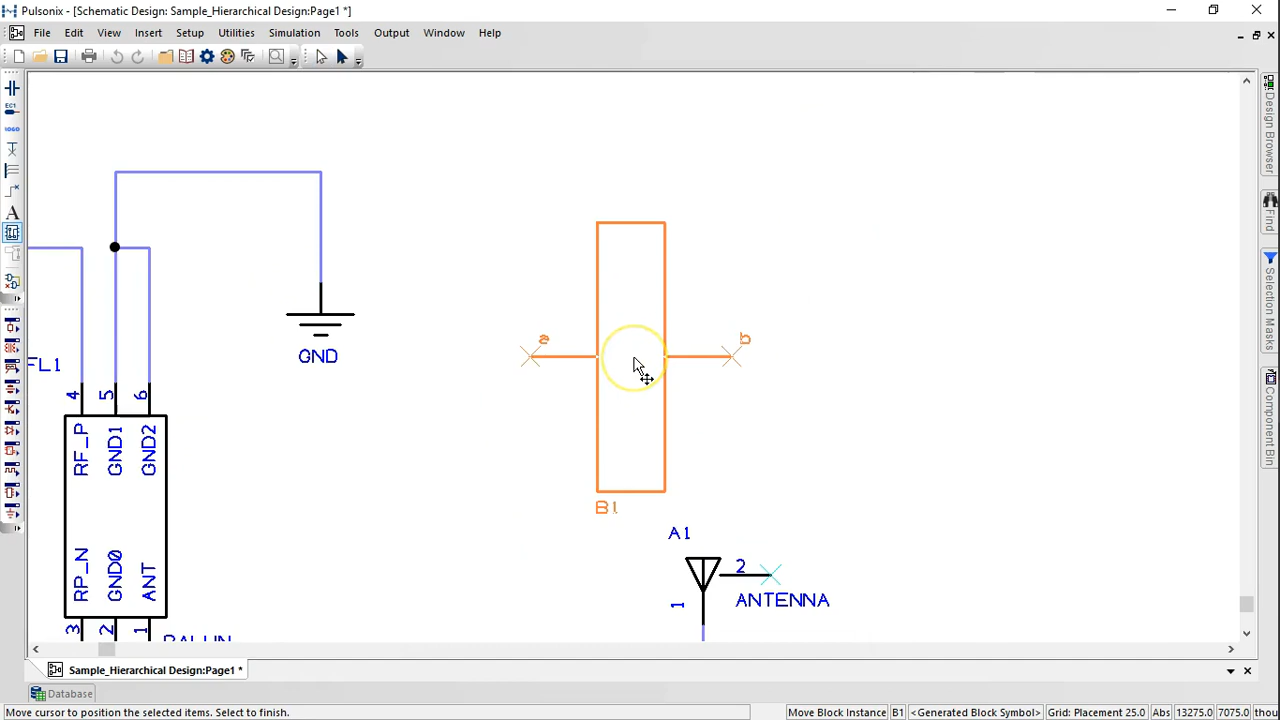 Pulsonix - [Schematic Design: Sample_Hierarchical Design:Page1 *]
File Edit View Insert Setup Utilities Simulation Tools Output Window Help
Design Browser
Find
Selection Masks
Component Bin
GND
a
b
B1
FL1
4 5 6
RF_P GND1 GND2
RP_N GND0 ANT
3 2 1
BALUN
A1
2
1
ANTENNA
Sample_Hierarchical Design:Page1 *
Database
Move cursor to position the selected items. Select to finish. Move Block Instance B1 <Generated Block Symbol> Grid: Placement 25.0 Abs 13275.0 7075.0 thou